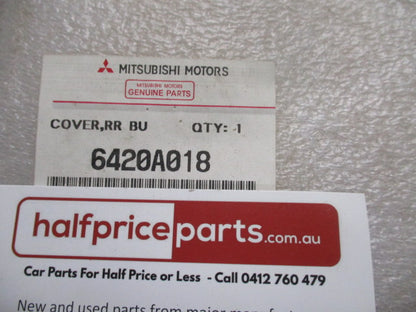 MITSUBISHI MOTORS
MITSUBISHI MOTORS
GENUINE PARTS
COVER,RR BU QTY: 1
6420A018
halfpriceparts.com.au
Car Parts For Half Price or Less - Call 0412 760 479
New and used parts from major